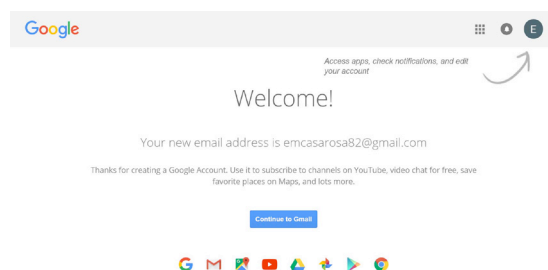 Google
E
Access apps, check notifications, and edit
your account
Welcome!
Your new email address is emcasarosa82@gmail.com
Thanks for creating a Google Account. Use it to subscribe to channels on YouTube, video chat for free, save
favorite places on Maps, and lots more.
Continue to Gmail